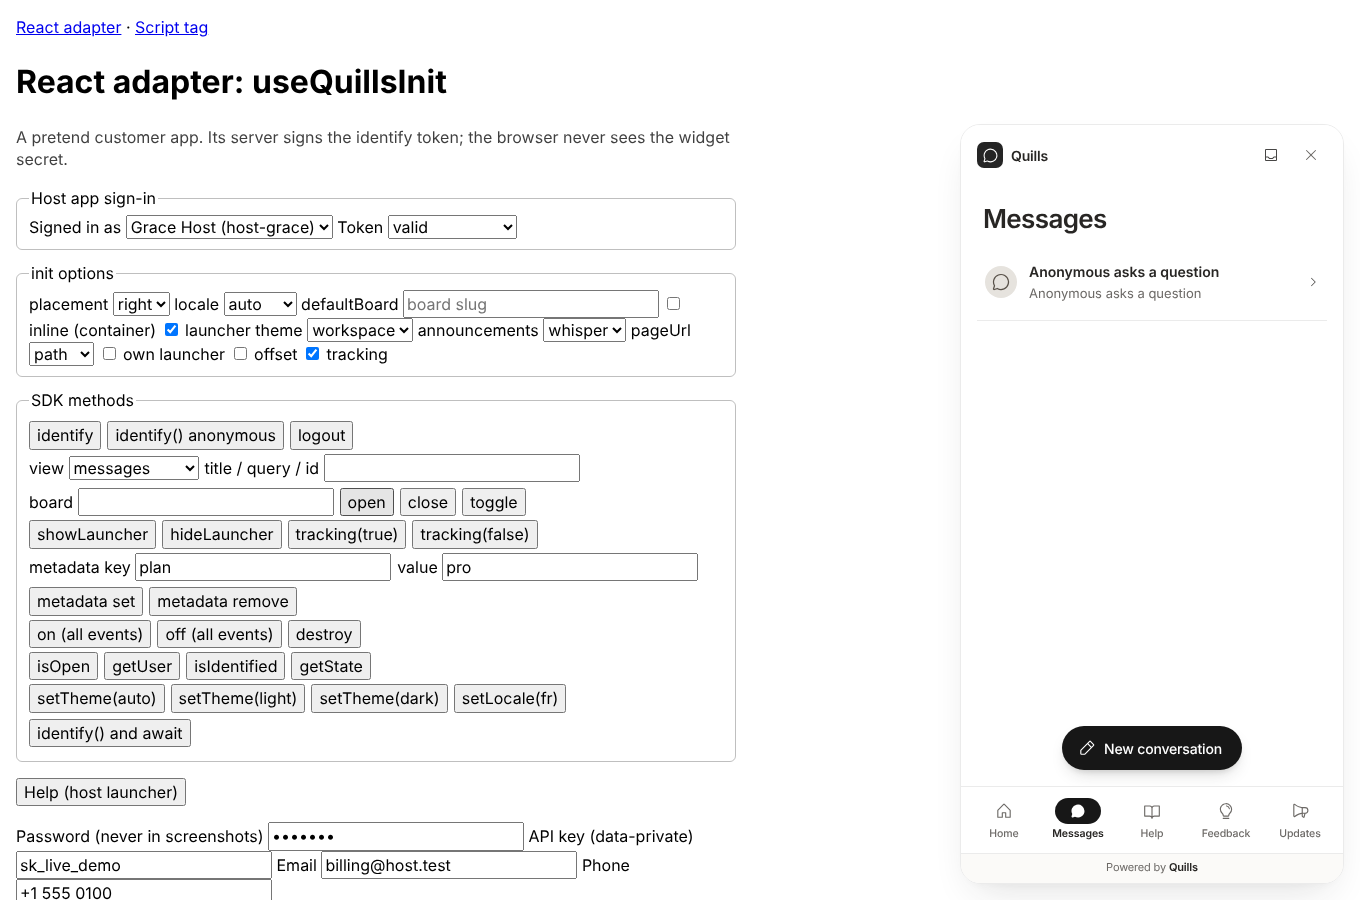 React adapter · Script tag
React adapter: useQuillsInit
A pretend customer app. Its server signs the identify token; the browser never sees the widget
secret.
Host app sign-in
Signed in as Grace Host (host-grace) Token valid
init options
placement right locale auto defaultBoard board slug
inline (container) launcher theme workspace announcements whisper pageUrl
path own launcher offset tracking
SDK methods
identify identify() anonymous logout
view messages title / query / id
board open close toggle
showLauncher hideLauncher tracking(true) tracking(false)
metadata key plan value pro
metadata set metadata remove
on (all events) off (all events) destroy
isOpen getUser isIdentified getState
setTheme(auto) setTheme(light) setTheme(dark) setLocale(fr)
identify() and await
Help (host launcher)
Password (never in screenshots) ••••••• API key (data-private)
sk_live_demo Email billing@host.test Phone
+1 555 0100
Quills
Messages
Anonymous asks a question
Anonymous asks a question
New conversation
Home Messages Help Feedback Updates
Powered by Quills